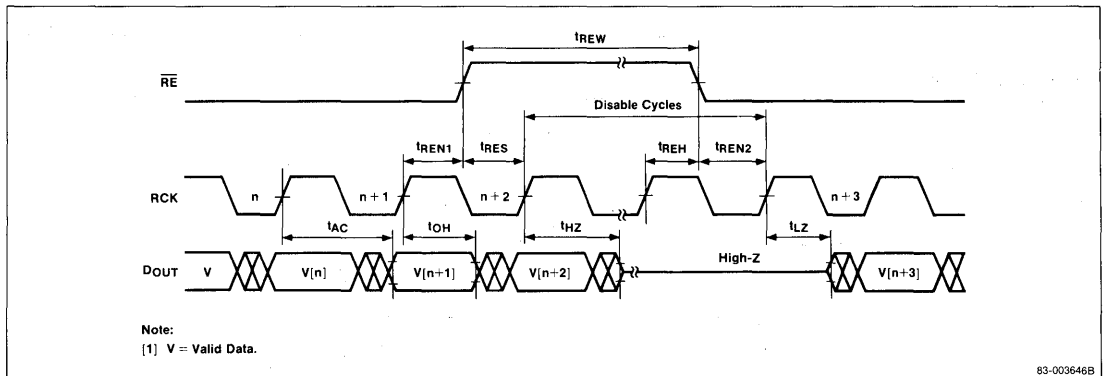 tREW
RE
Disable Cycles
tREN1 tRES tREH tREN2
RCK n n + 1 n + 2 n + 3
tAC tOH tHZ tLZ
High-Z
DOUT V V[n] V[n+1] V[n+2] V[n+3]
Note:
[1] V = Valid Data.
83-003646B